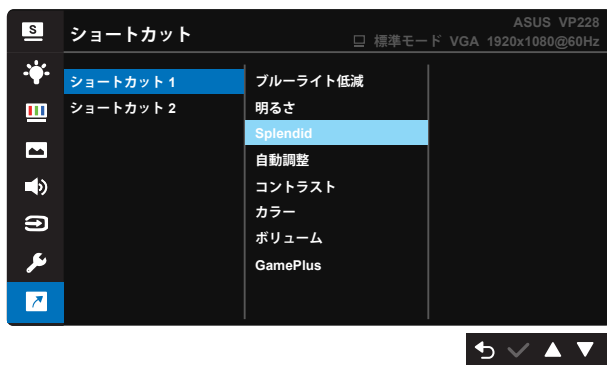 S
ショートカット
ASUS VP228
標準モード VGA 1920x1080@60Hz
ショートカット 1
ショートカット 2
ブルーライト低減
明るさ
Splendid
自動調整
コントラスト
カラー
ボリューム
GamePlus